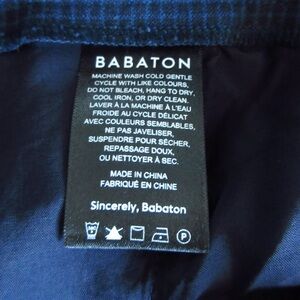 BABATON
MACHINE WASH COLD GENTLE
CYCLE WITH LIKE COLOURS,
DO NOT BLEACH, HANG TO DRY,
COOL IRON, OR DRY CLEAN.
LAVER À LA MACHINE À L'EAU
FROIDE AU CYCLE DÉLICAT
AVEC COULEURS SEMBLABLES,
NE PAS JAVELISER,
SUSPENDRE POUR SÉCHER,
REPASSAGE DOUX,
OU NETTOYER À SEC.
MADE IN CHINA
FABRIQUÉ EN CHINE
Sincerely, Babaton
P